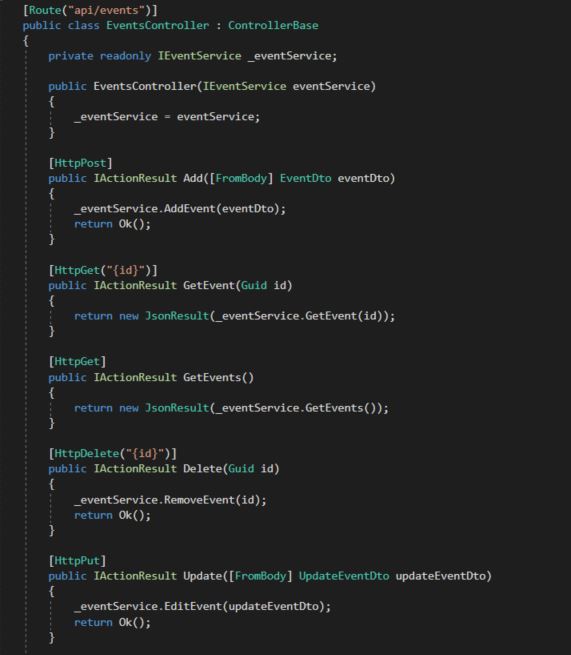 [Route("api/events")]
public class EventsController : ControllerBase
{
private readonly IEventService _eventService;
public EventsController(IEventService eventService)
{
_eventService = eventService;
}
[HttpPost]
public IActionResult Add([FromBody] EventDto eventDto)
{
_eventService.AddEvent(eventDto);
return Ok();
}
[HttpGet("{id}")]
public IActionResult GetEvent(Guid id)
{
return new JsonResult(_eventService.GetEvent(id));
}
[HttpGet]
public IActionResult GetEvents()
{
return new JsonResult(_eventService.GetEvents());
}
[HttpDelete("{id}")]
public IActionResult Delete(Guid id)
{
_eventService.RemoveEvent(id);
return Ok();
}
[HttpPut]
public IActionResult Update([FromBody] UpdateEventDto updateEventDto)
{
_eventService.EditEvent(updateEventDto);
return Ok();
}